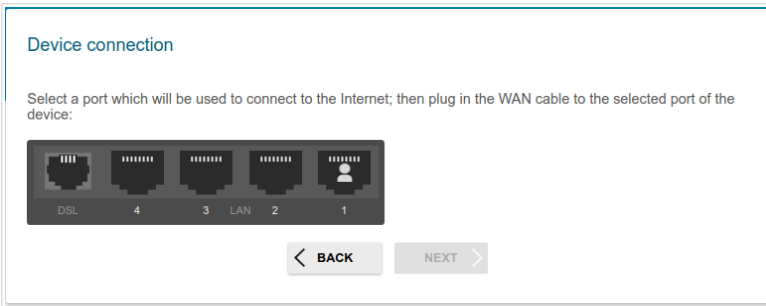 Device connection
Select a port which will be used to connect to the Internet; then plug in the WAN cable to the selected port of the
device:
DSL 4 3 LAN 2 1
BACK NEXT